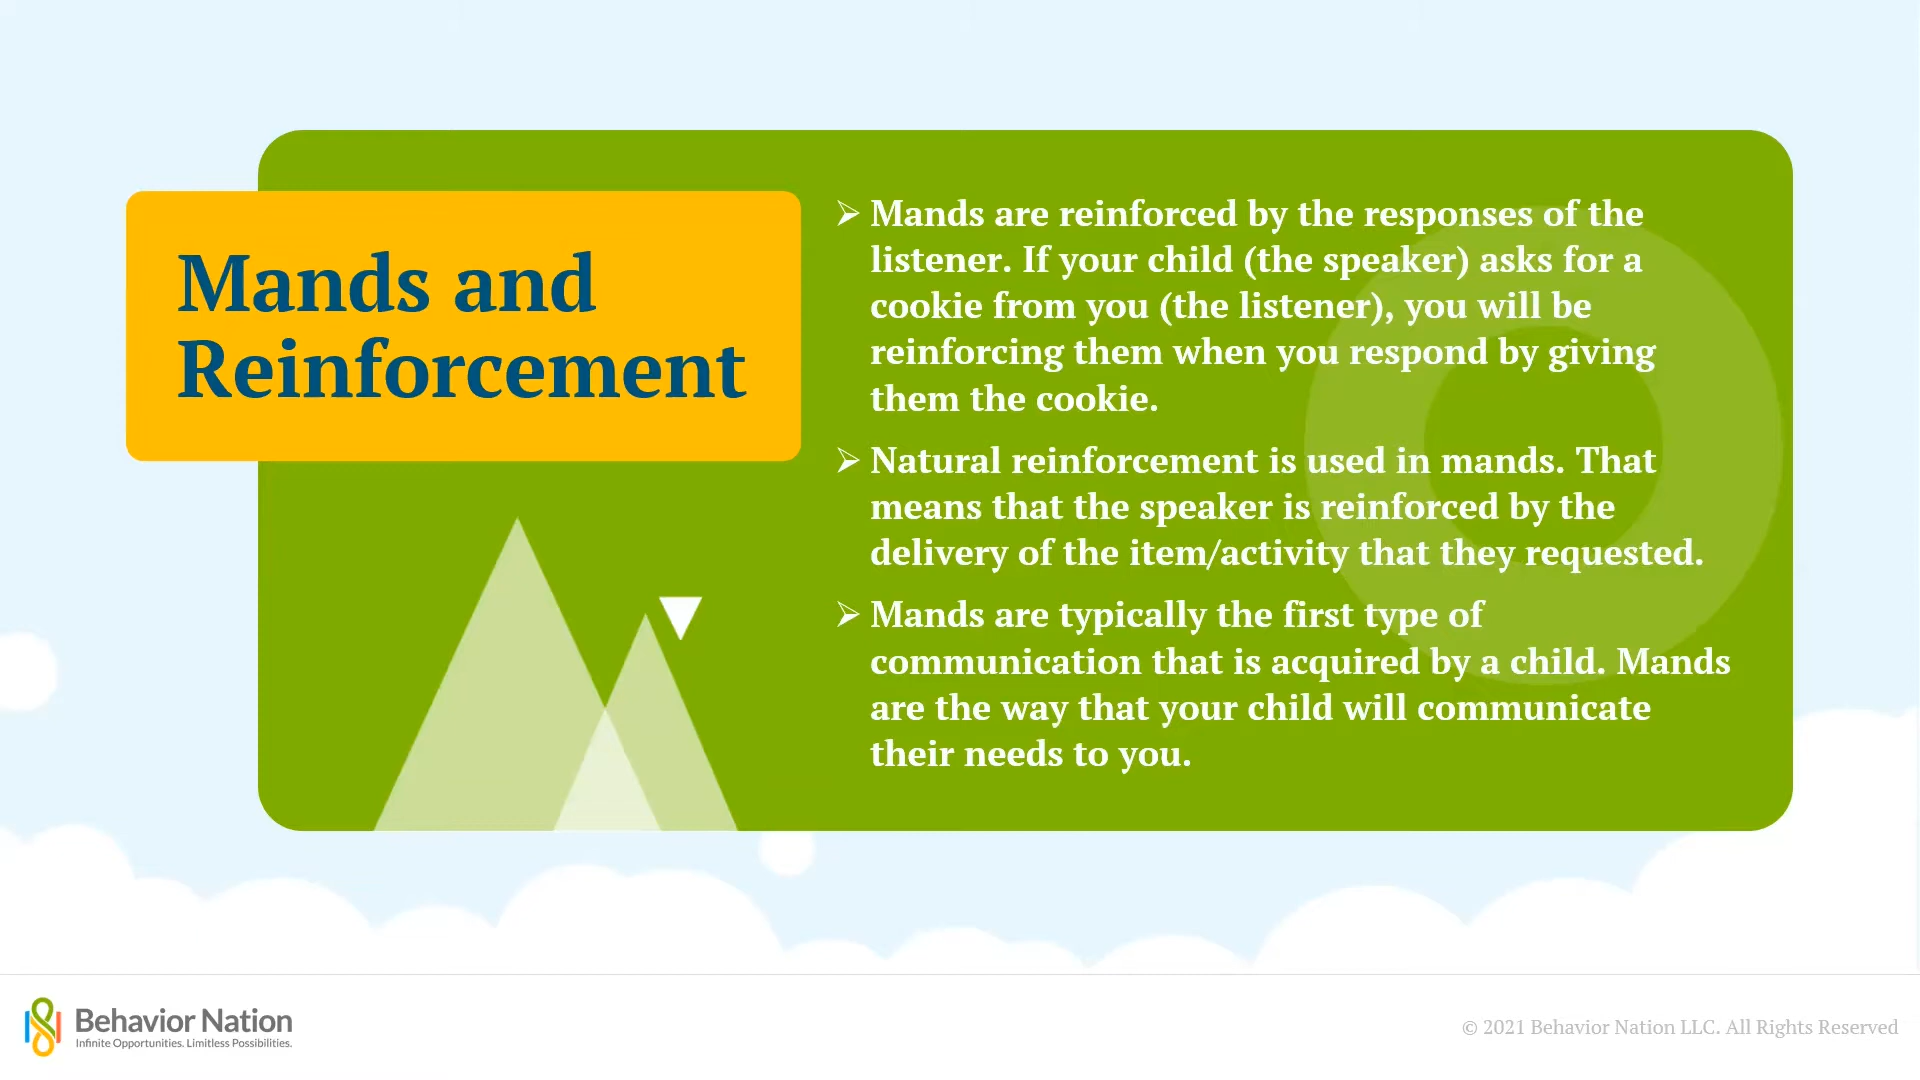 Mands and
Reinforcement
➢ Mands are reinforced by the responses of the
listener. If your child (the speaker) asks for a
cookie from you (the listener), you will be
reinforcing them when you respond by giving
them the cookie.
➢ Natural reinforcement is used in mands. That
means that the speaker is reinforced by the
delivery of the item/activity that they requested.
➢ Mands are typically the first type of
communication that is acquired by a child. Mands
are the way that your child will communicate
their needs to you.
Behavior Nation
Infinite Opportunities. Limitless Possibilities.
© 2021 Behavior Nation LLC. All Rights Reserved